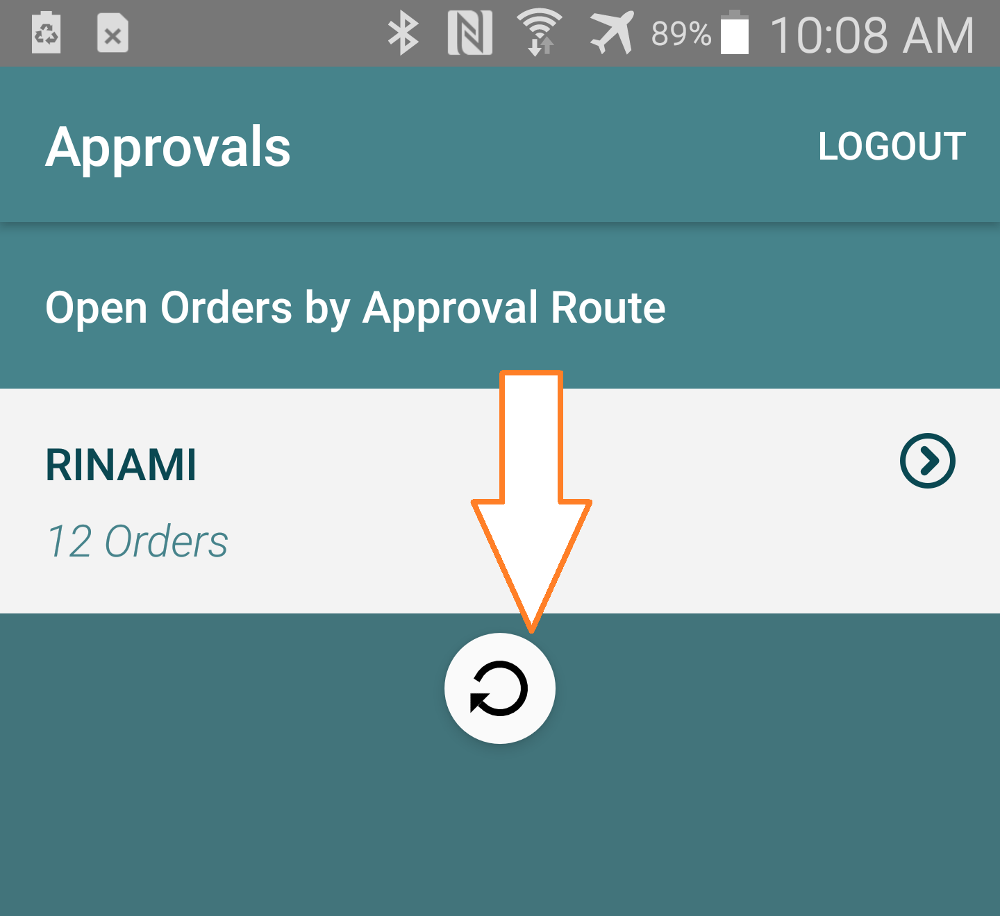 89% 10:08 AM
Approvals LOGOUT
Open Orders by Approval Route
RINAMI
12 Orders